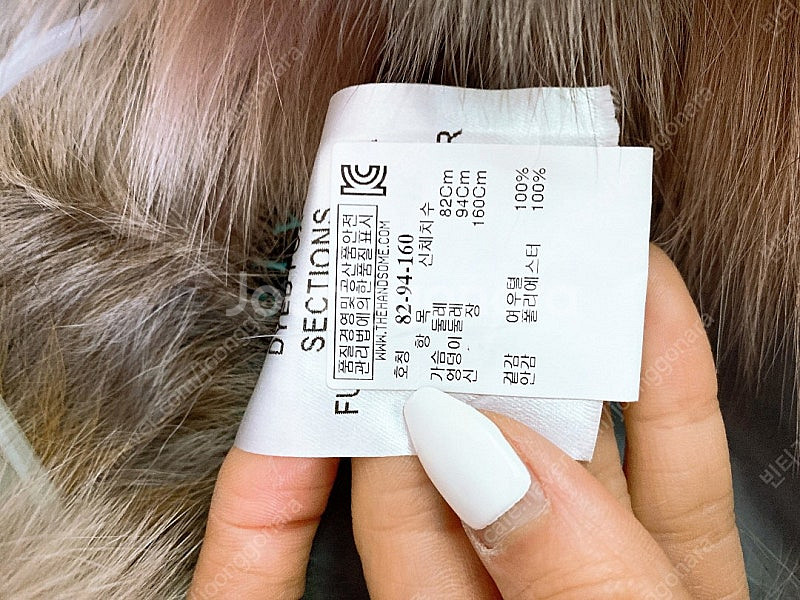 품질경영및공산품안전
관리법에의한품질표시
WWW.THEHANDSOME.COM
호칭 82-94-160
항 목 신체치수
가슴둘레 82Cm
엉덩이둘레 94Cm
신 장 160Cm
겉감 여우털 100%
안감 폴리에스터 100%
SECTIONS